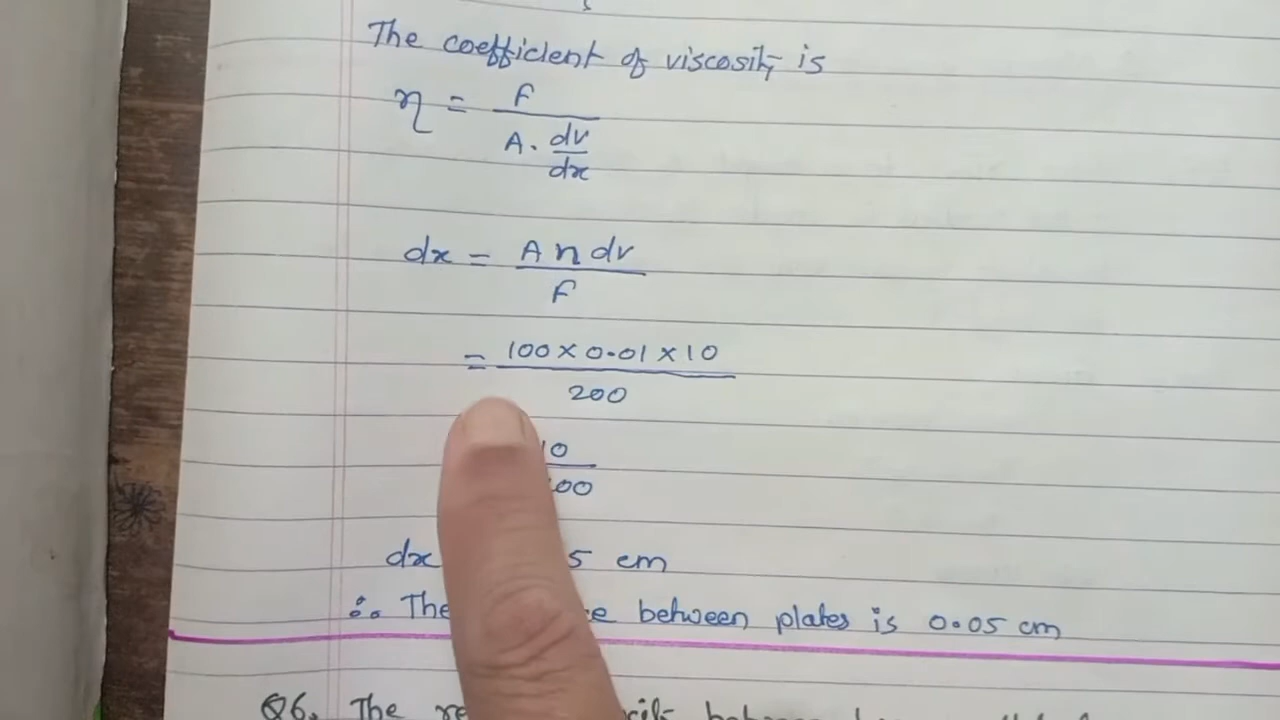 The coefficient of viscosity is
η = F / A. dv/dx
dx = A η dv / F
= 100 × 0.01 × 10 / 200
10 / 00
dx 5 cm
∴ The between plates is 0.05 cm
Q6. The